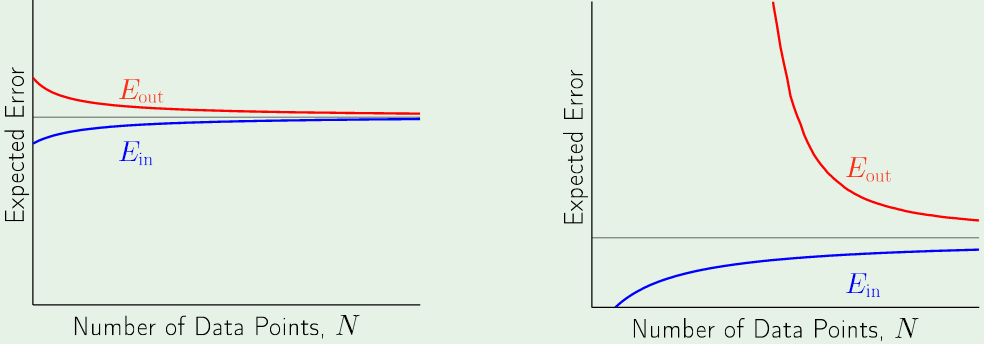 Expected Error
E_out
E_in
Number of Data Points, N
Expected Error
E_out
E_in
Number of Data Points, N